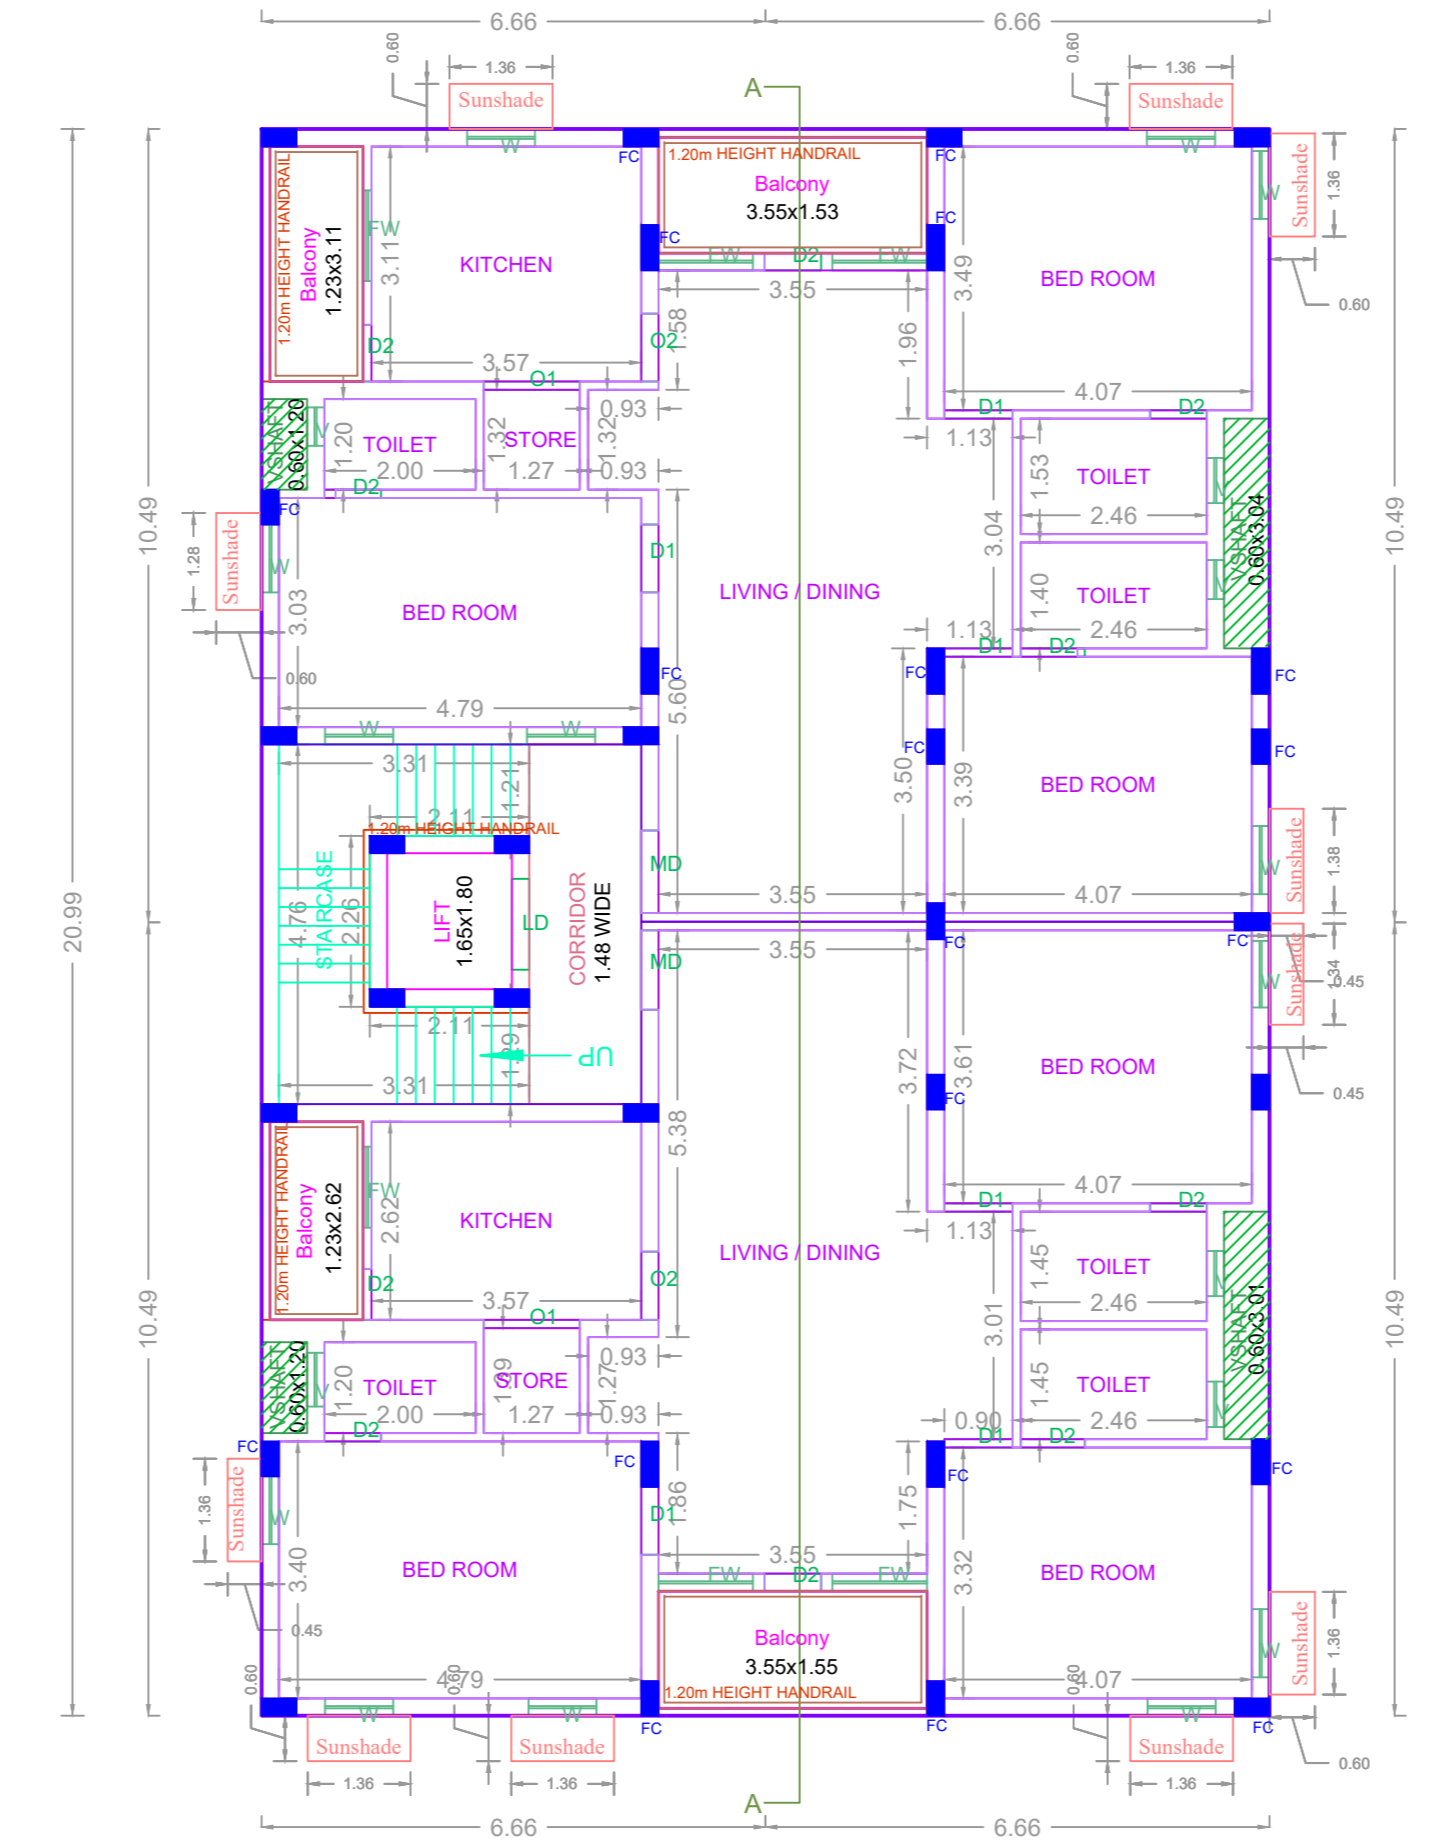 6.66
6.66
0.60
1.36
0.60
1.36
Sunshade
A
Sunshade
W
FC
1.20m HEIGHT HANDRAIL
FC
W
1.20m HEIGHT HANDRAIL
Balcony
1.23x3.11
FW
3.11
KITCHEN
FC
Balcony
3.55x1.53
FC
FW
D2
FW
3.49
BED ROOM
W
Sunshade
1.36
3.55
0.60
D2
3.57
O2
1.96
O1
4.07
0.93
D1
D2
VSHAFT
0.60x1.20
1.20
TOILET
2.00
1.32
STORE
1.27
1.32
0.93
1.13
1.53
TOILET
2.46
D2
FC
10.49
10.49
1.28
Sunshade
W
D1
3.04
VSHAFT
0.60x3.04
3.03
BED ROOM
LIVING / DINING
1.40
TOILET
1.13
2.46
D1
D2
0.60
FC
FC
FC
4.79
5.60
W
W
FC
FC
3.31
1.21
3.50
3.39
BED ROOM
2.11
1.20m HEIGHT HANDRAIL
MD
W
Sunshade
1.38
20.99
STAIRCASE
4.76
2.26
LIFT
1.65x1.80
LD
CORRIDOR
1.48 WIDE
3.55
4.07
FC
FC
MD
3.55
W
Sunshade
1.34
0.45
2.11
UP
3.31
3.72
3.61
BED ROOM
FC
0.45
1.20m HEIGHT HANDRAIL
Balcony
1.23x2.62
FW
2.62
KITCHEN
5.38
4.07
D1
D2
1.13
LIVING / DINING
D2
3.57
O2
O1
1.45
TOILET
2.46
3.01
VSHAFT
0.60x3.01
10.49
10.49
0.93
VSHAFT
0.60x1.20
1.20
TOILET
2.00
STORE
1.27
1.27
0.93
1.45
TOILET
0.90
2.46
D2
D1
D2
FC
FC
FC
FC
1.36
Sunshade
W
D1
1.86
1.75
3.40
BED ROOM
3.55
FW
D2
FW
3.32
BED ROOM
0.45
Balcony
3.55x1.55
1.20m HEIGHT HANDRAIL
W
Sunshade
1.36
0.60
4.79
0.60
0.60
4.07
W
W
W
FC
FC
FC
Sunshade
Sunshade
Sunshade
0.60
1.36
1.36
1.36
A
6.66
6.66